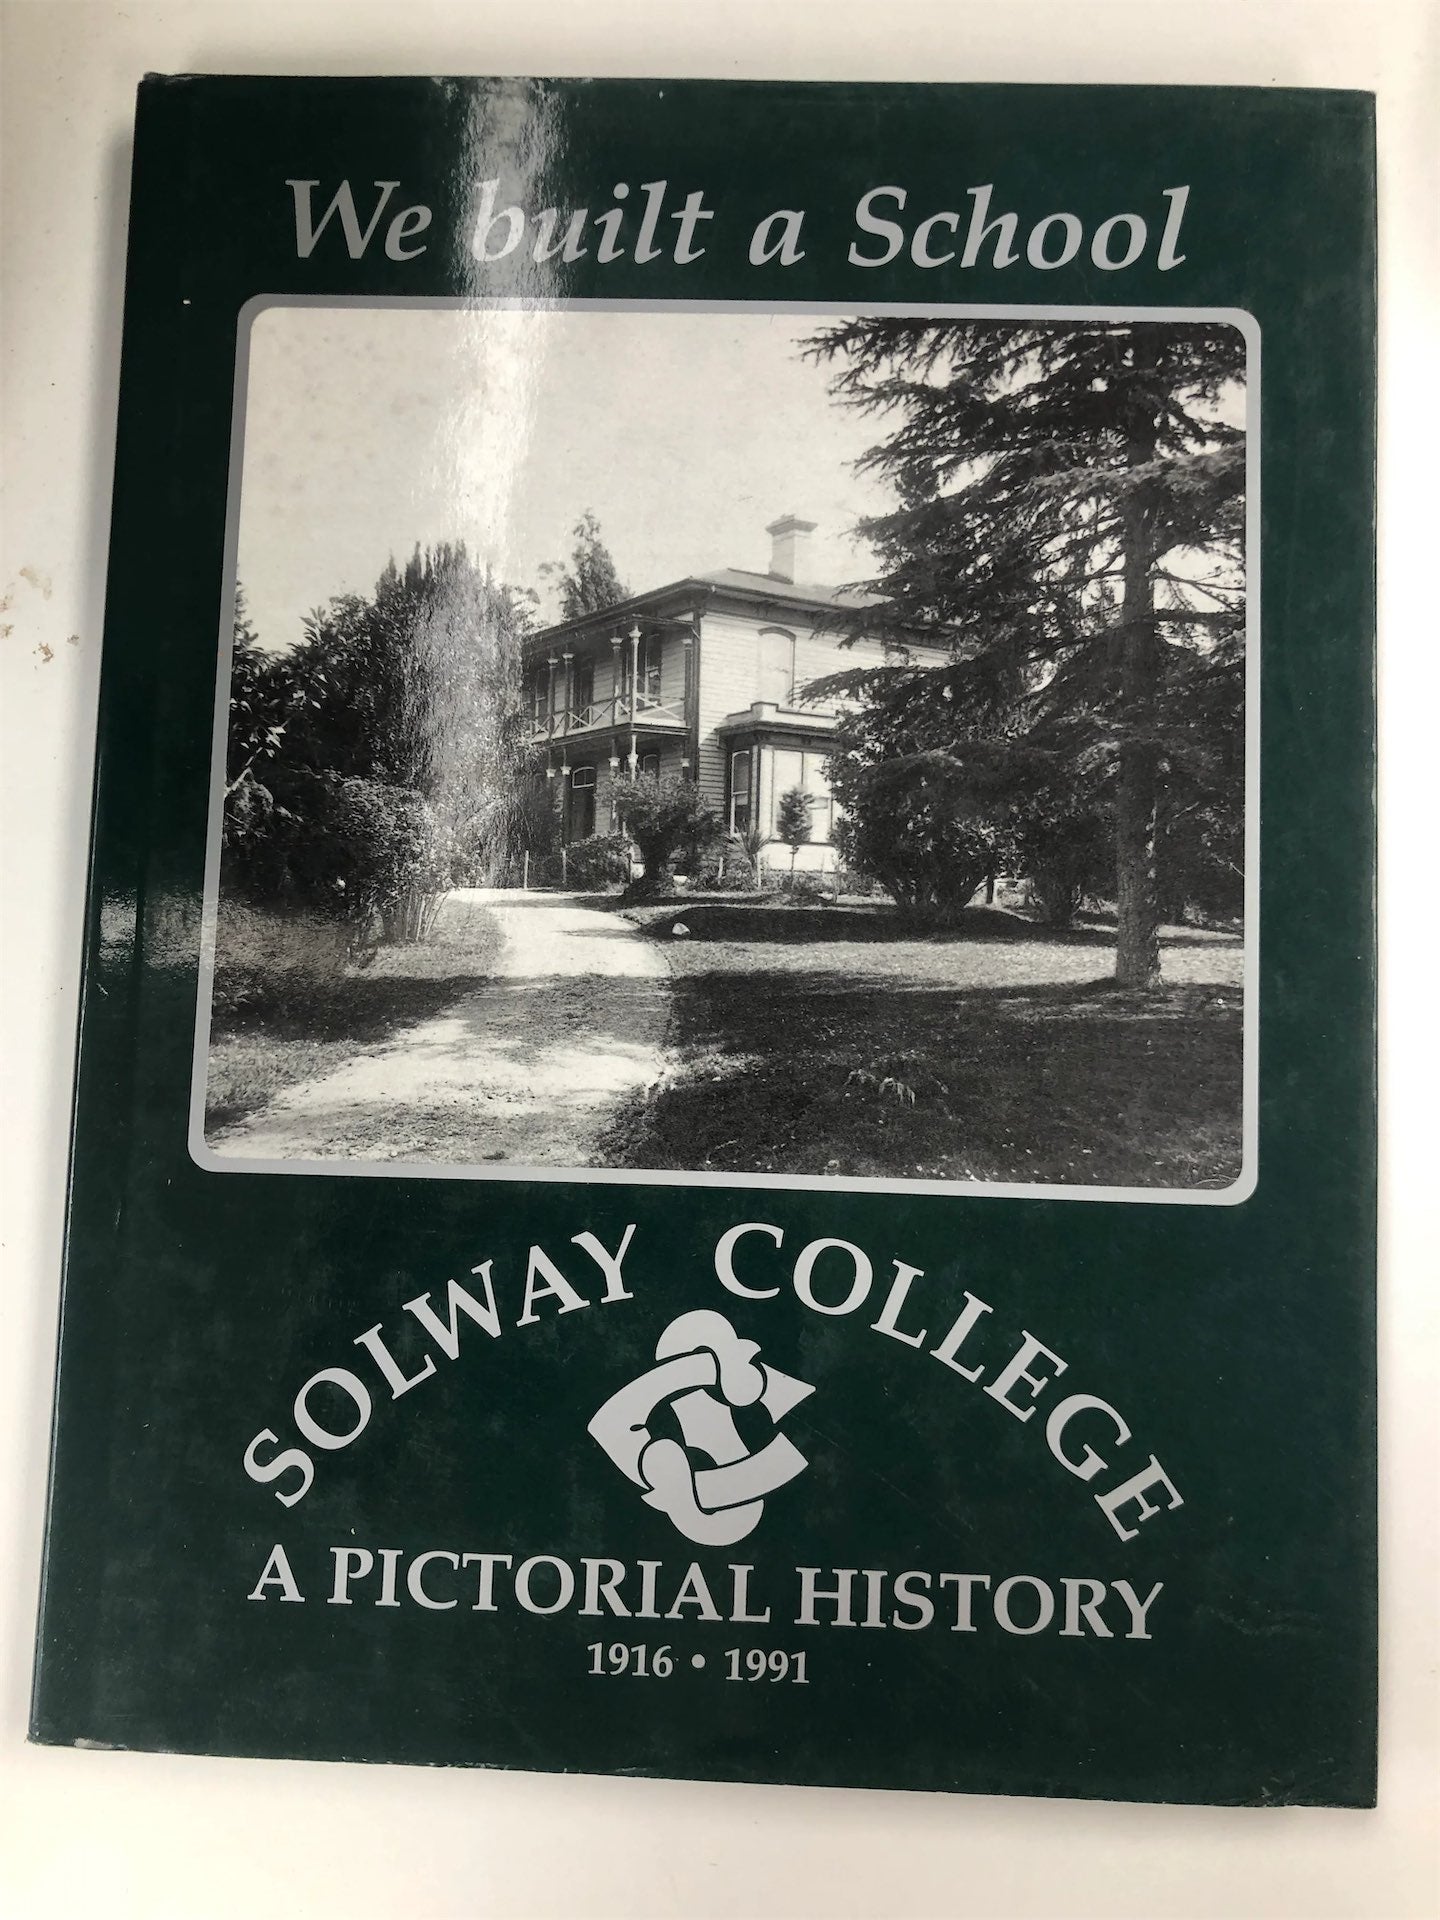 We built a School
SOLWAY COLLEGE
A PICTORIAL HISTORY
1916 • 1991